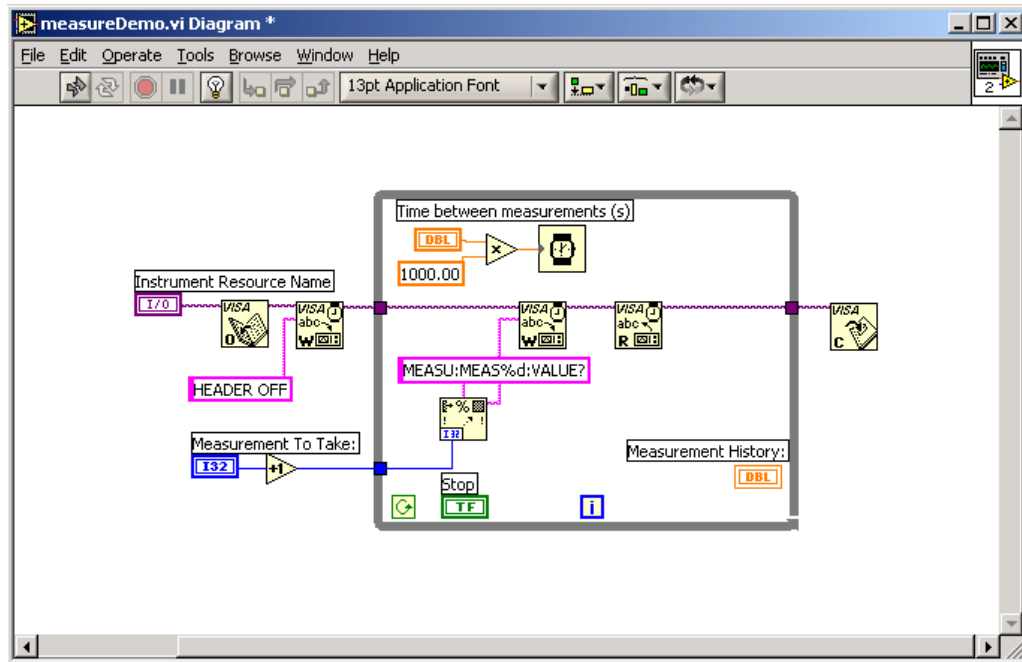 measureDemo.vi Diagram *
File Edit Operate Tools Browse Window Help
13pt Application Font
2
Time between measurements (s)
DBL
×
1000.00
Instrument Resource Name
I/O
VISA
O
VISA
abc
W
VISA
abc
W
VISA
abc
R
VISA
C
HEADER OFF
MEASU:MEAS%d:VALUE?
%
I32
Measurement To Take:
I32
+1
Measurement History:
DBL
Stop
TF
i